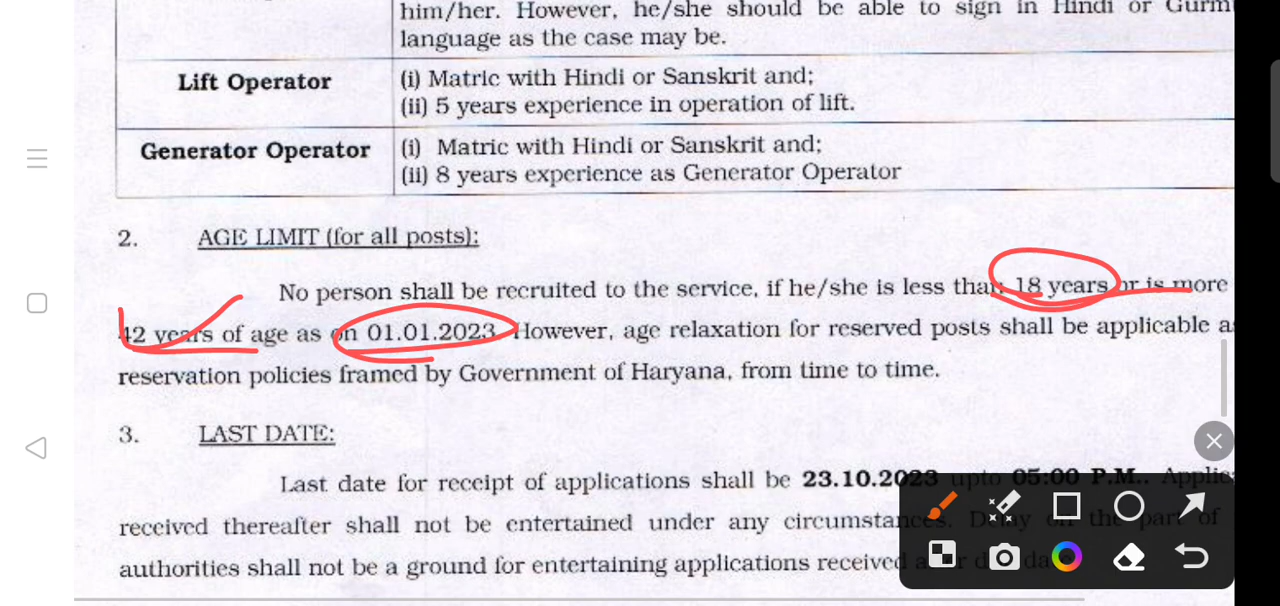 him/her. However, he/she should be able to sign in Hindi or
language as the case may be.
Lift Operator
(i) Matric with Hindi or Sanskrit and;
(ii) 5 years experience in operation of lift.
Generator Operator
(i) Matric with Hindi or Sanskrit and;
(ii) 8 years experience as Generator Operator
2. AGE LIMIT (for all posts):
No person shall be recruited to the service, if he/she is less than 18 years or is more
42 years of age as on 01.01.2023. However, age relaxation for reserved posts shall be applicable
reservation policies framed by Government of Haryana, from time to time.
3. LAST DATE:
Last date for receipt of applications shall be 23.10.2023 upto 05:00 P.M..
received thereafter shall not be entertained under any circumstances. Delay on the part of
authorities shall not be a ground for entertaining applications received